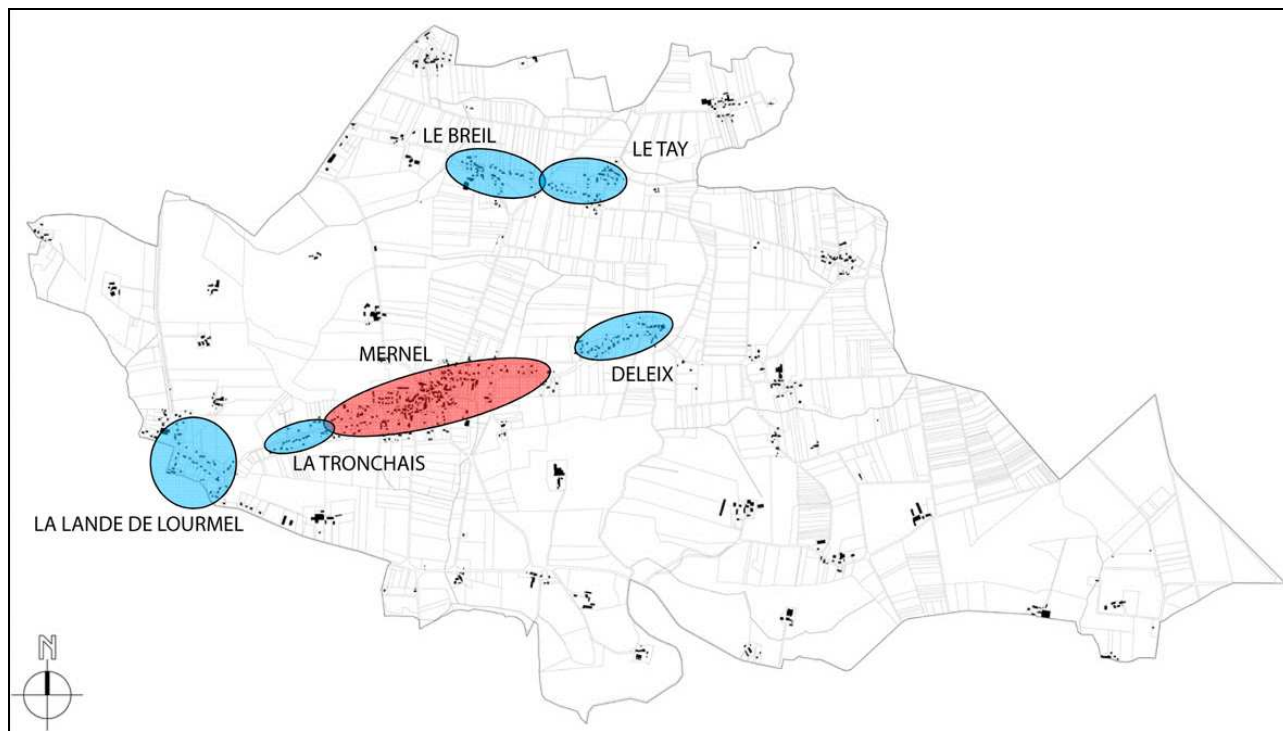 LE BREIL
LE TAY
MERNEL
DELEIX
LA TRONCHAIS
LA LANDE DE LOURMEL
N